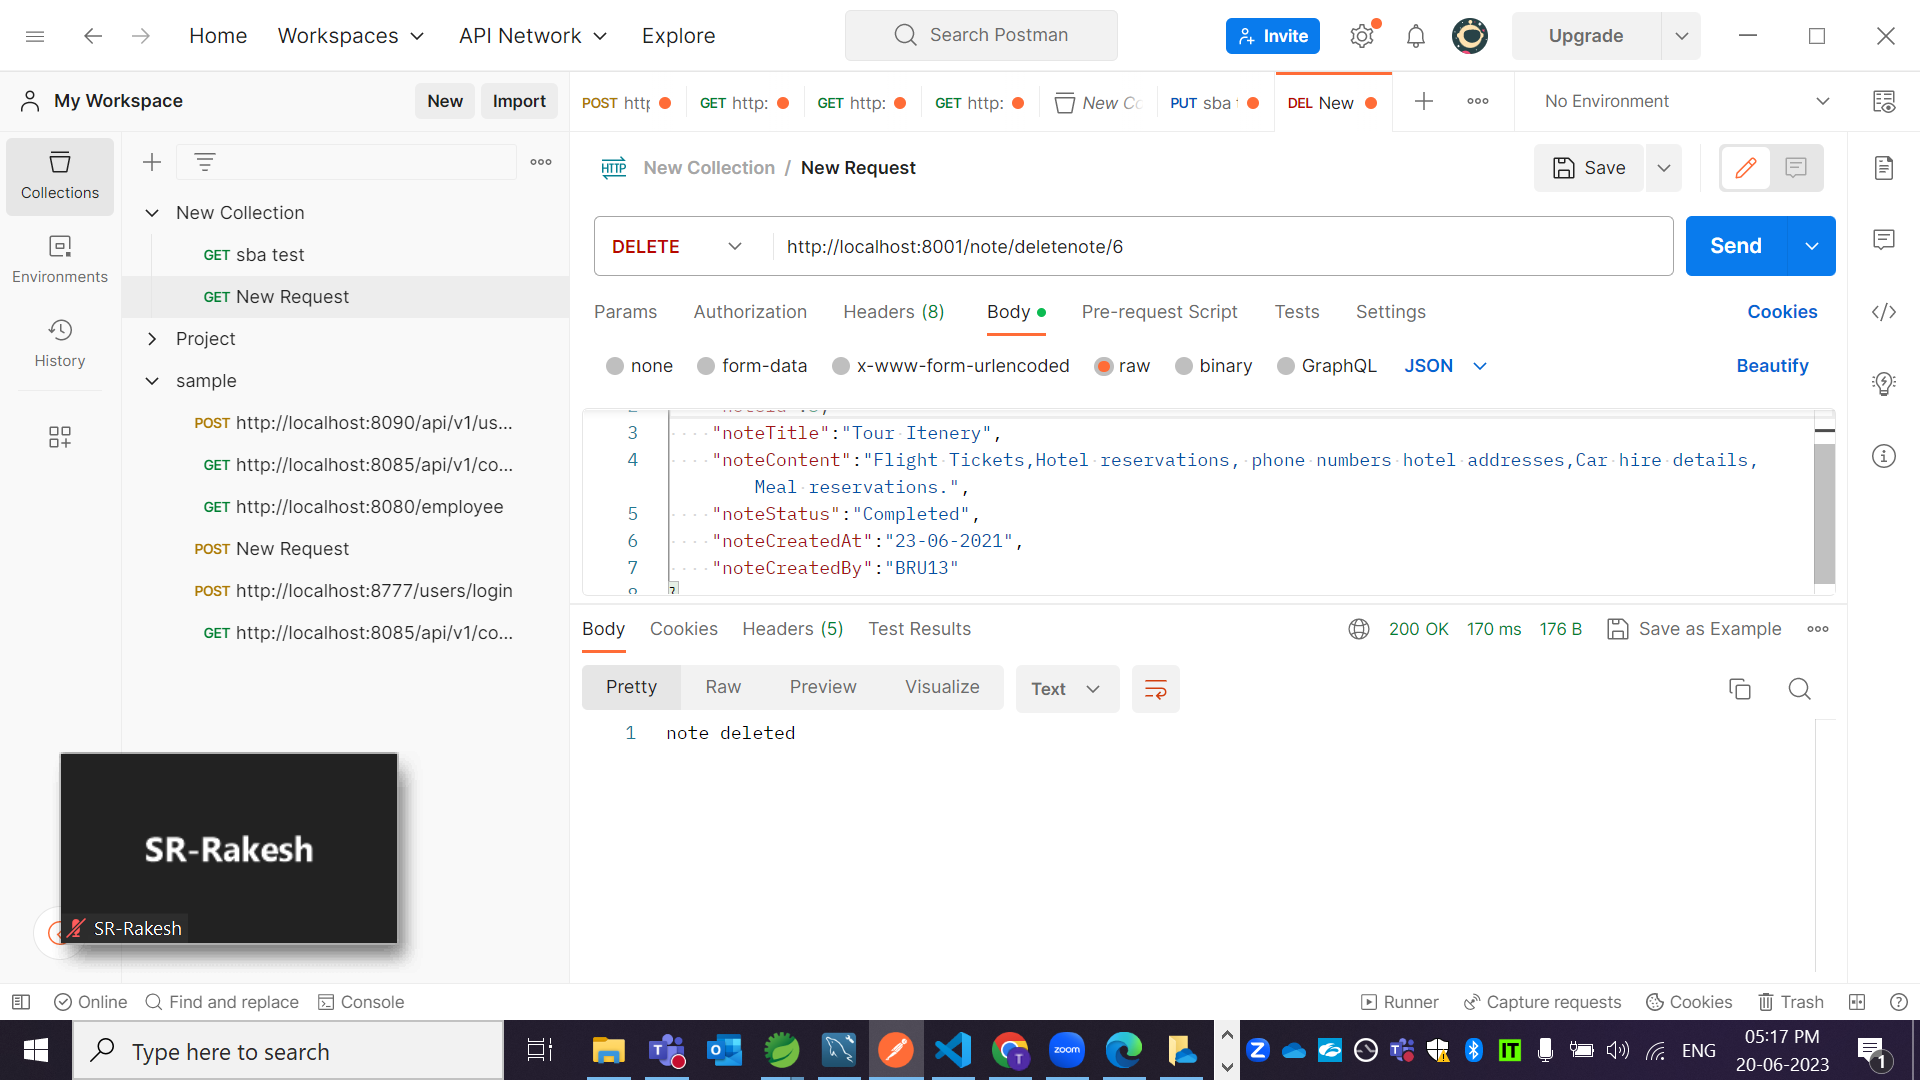 Home Workspaces API Network Explore Search Postman Invite Upgrade
My Workspace New Import
POST http GET http: GET http: GET http: New Co PUT sba DEL New No Environment
Collections
Environments
History
New Collection
GET sba test
GET New Request
Project
sample
POST http://localhost:8090/api/v1/us...
GET http://localhost:8085/api/v1/co...
GET http://localhost:8080/employee
POST New Request
POST http://localhost:8777/users/login
GET http://localhost:8085/api/v1/co...
HTTP New Collection / New Request Save
DELETE http://localhost:8001/note/deletenote/6 Send
Params Authorization Headers (8) Body Pre-request Script Tests Settings Cookies
none form-data x-www-form-urlencoded raw binary GraphQL JSON Beautify
3 "noteTitle":"Tour Itenery",
4 "noteContent":"Flight Tickets,Hotel reservations, phone numbers hotel addresses,Car hire details,
Meal reservations.",
5 "noteStatus":"Completed",
6 "noteCreatedAt":"23-06-2021",
7 "noteCreatedBy":"BRU13"
Body Cookies Headers (5) Test Results 200 OK 170 ms 176 B Save as Example
Pretty Raw Preview Visualize Text
1 note deleted
SR-Rakesh
SR-Rakesh
Online Find and replace Console Runner Capture requests Cookies Trash
Type here to search zoom IT ENG 05:17 PM
20-06-2023
1